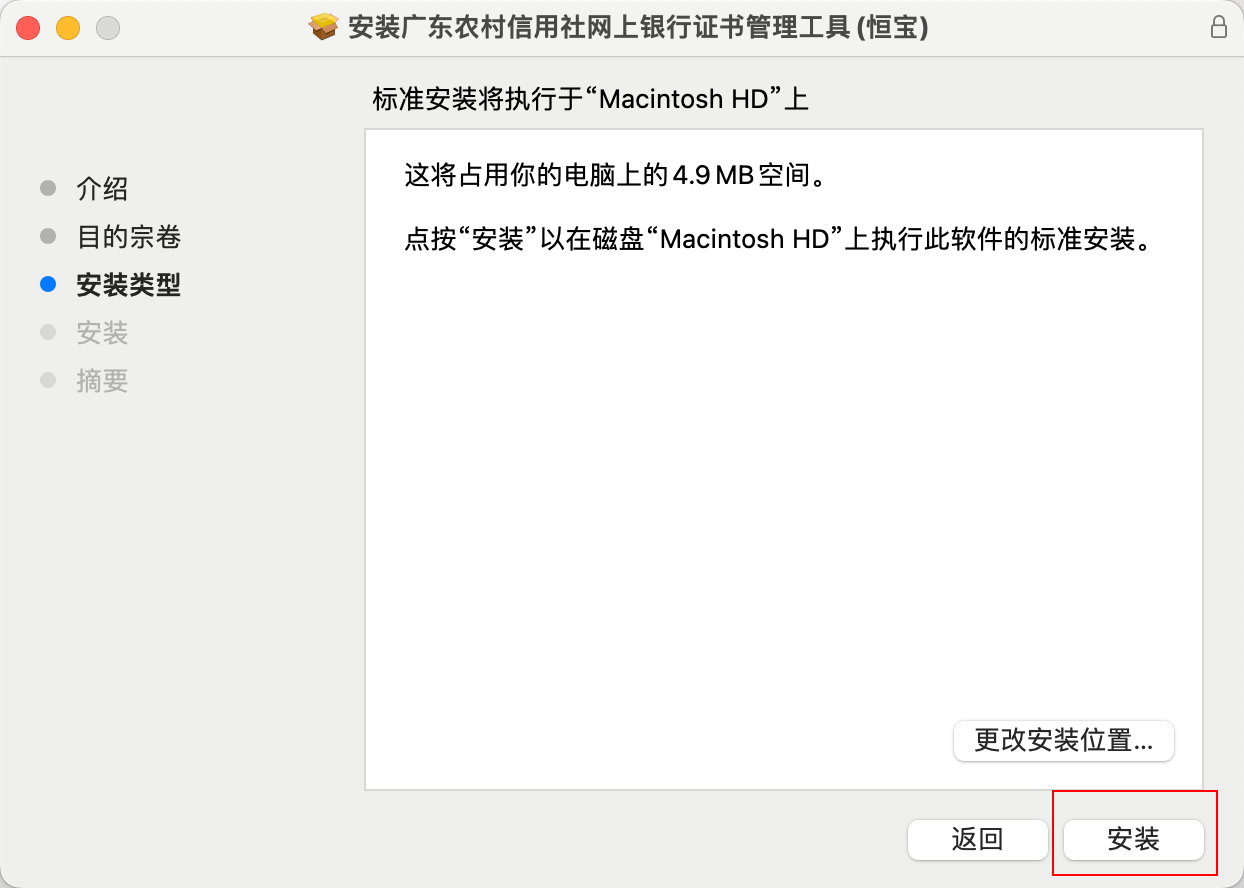 安装广东农村信用社网上银行证书管理工具(恒宝)
标准安装将执行于“Macintosh HD”上
介绍
目的宗卷
安装类型
安装
摘要
这将占用你的电脑上的 4.9 MB 空间。
点按“安装”以在磁盘“Macintosh HD”上执行此软件的标准安装。
更改安装位置...
返回
安装